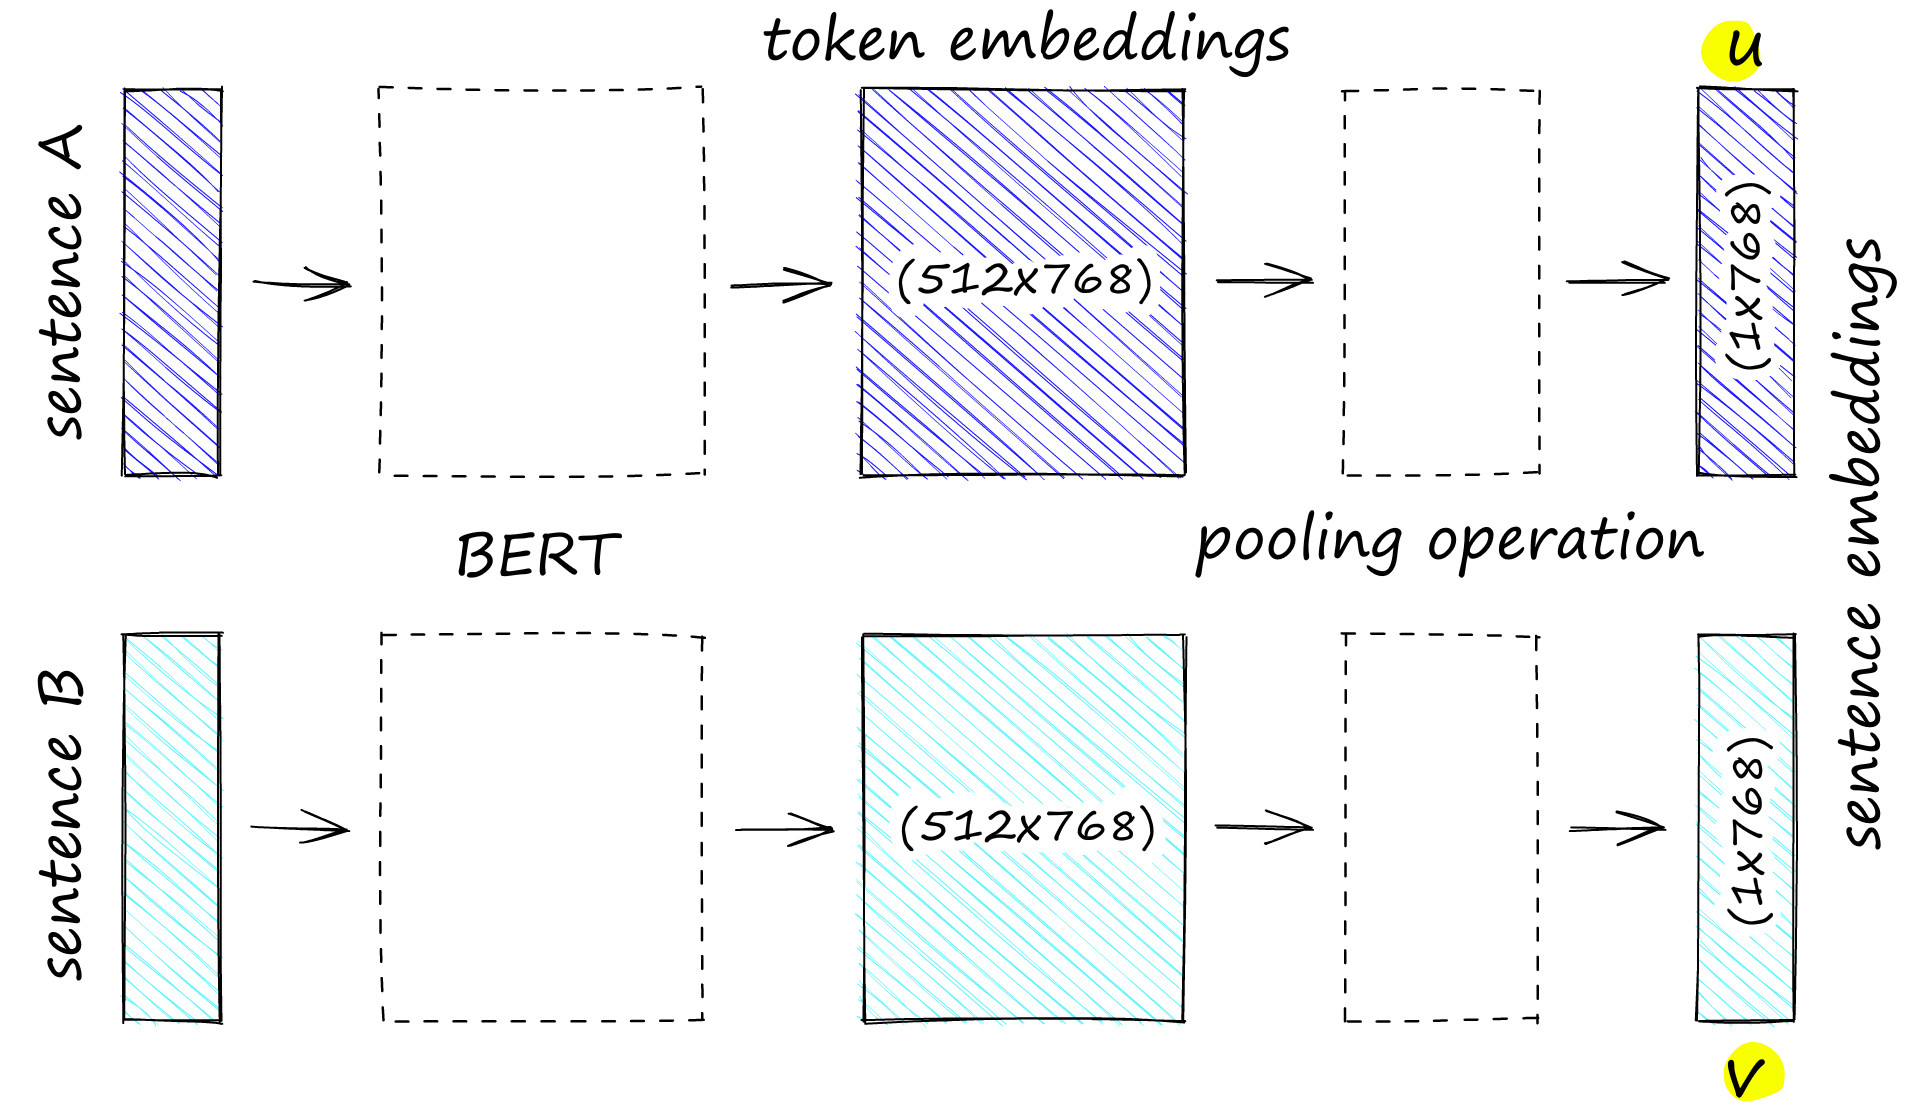 token embeddings
u
sentence A
(512x768)
(1x768)
sentence embeddings
BERT
pooling operation
sentence B
(512x768)
(1x768)
v